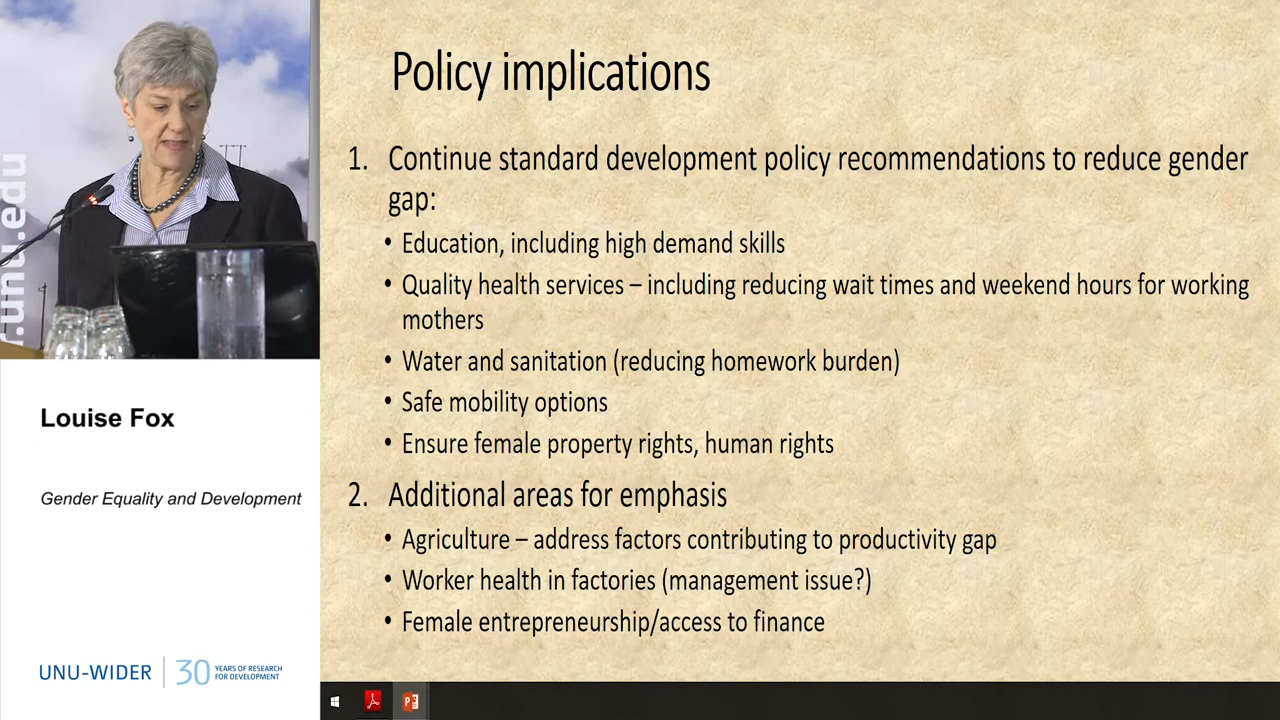 r.unu.edu
Policy implications
1. Continue standard development policy recommendations to reduce gender
gap:
• Education, including high demand skills
• Quality health services – including reducing wait times and weekend hours for working
mothers
• Water and sanitation (reducing homework burden)
• Safe mobility options
• Ensure female property rights, human rights
2. Additional areas for emphasis
• Agriculture – address factors contributing to productivity gap
• Worker health in factories (management issue?)
• Female entrepreneurship/access to finance
Louise Fox
Gender Equality and Development
UNU-WIDER
30 YEARS OF RESEARCH
FOR DEVELOPMENT